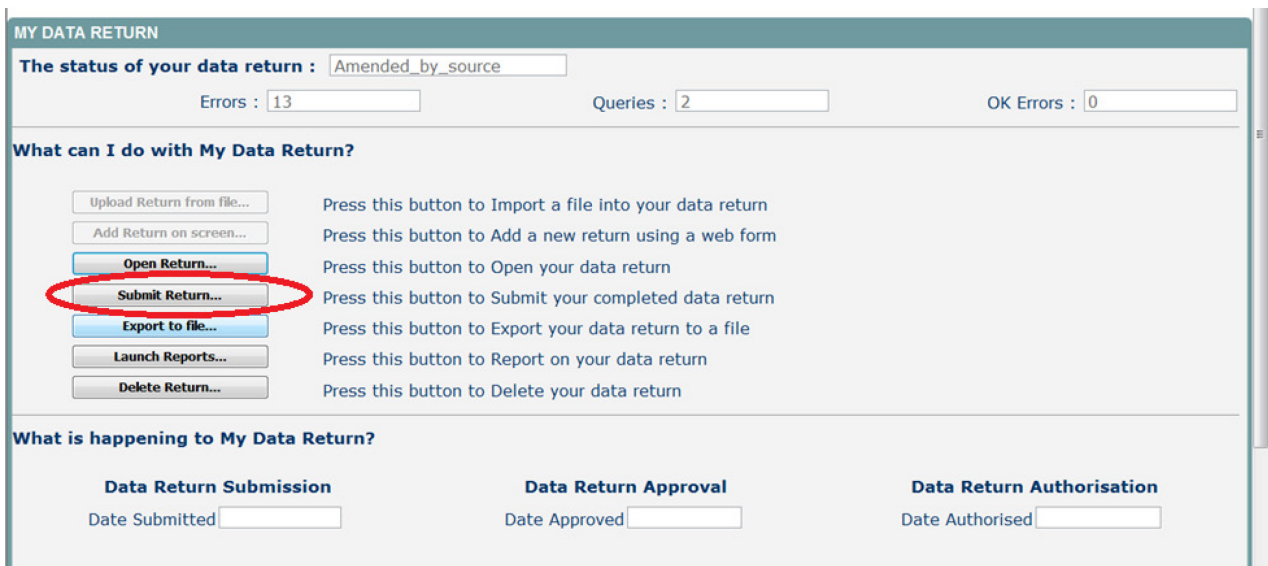 MY DATA RETURN
The status of your data return : Amended_by_source
Errors : 13 Queries : 2 OK Errors : 0
What can I do with My Data Return?
Upload Return from file... Press this button to Import a file into your data return
Add Return on screen... Press this button to Add a new return using a web form
Open Return... Press this button to Open your data return
Submit Return... Press this button to Submit your completed data return
Export to file... Press this button to Export your data return to a file
Launch Reports... Press this button to Report on your data return
Delete Return... Press this button to Delete your data return
What is happening to My Data Return?
Data Return Submission Data Return Approval Data Return Authorisation
Date Submitted Date Approved Date Authorised